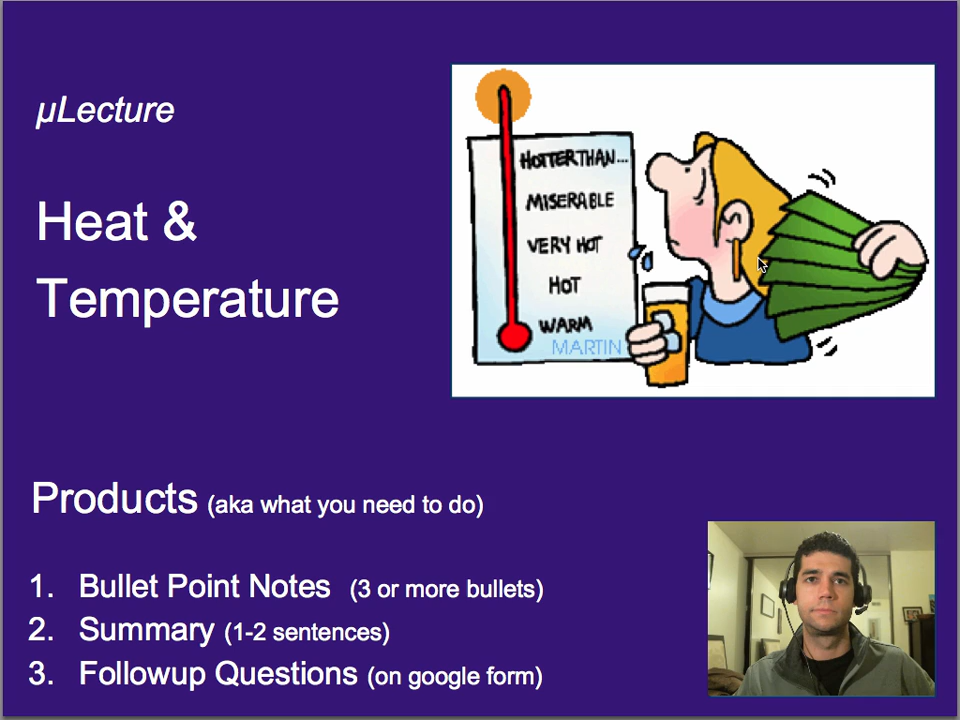 µLecture
Heat &
Temperature
HOTTER THAN...
MISERABLE
VERY HOT
HOT
WARM
MARTIN
Products (aka what you need to do)
1. Bullet Point Notes (3 or more bullets)
2. Summary (1-2 sentences)
3. Followup Questions (on google form)